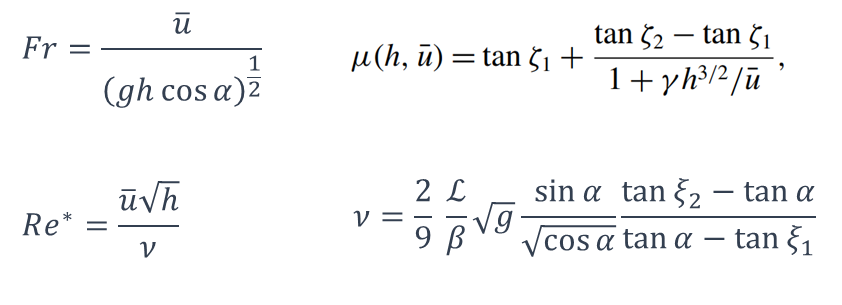 Fr = ū / (gh cos α)^{1/2}
μ(h, ū) = tan ζ₁ + (tan ζ₂ − tan ζ₁) / (1 + γh^{3/2}/ū),
Re* = ū√h / ν
ν = (2/9) (ℒ/β) √g (sin α / √cos α) ((tan ξ₂ − tan α) / (tan α − tan ξ₁))